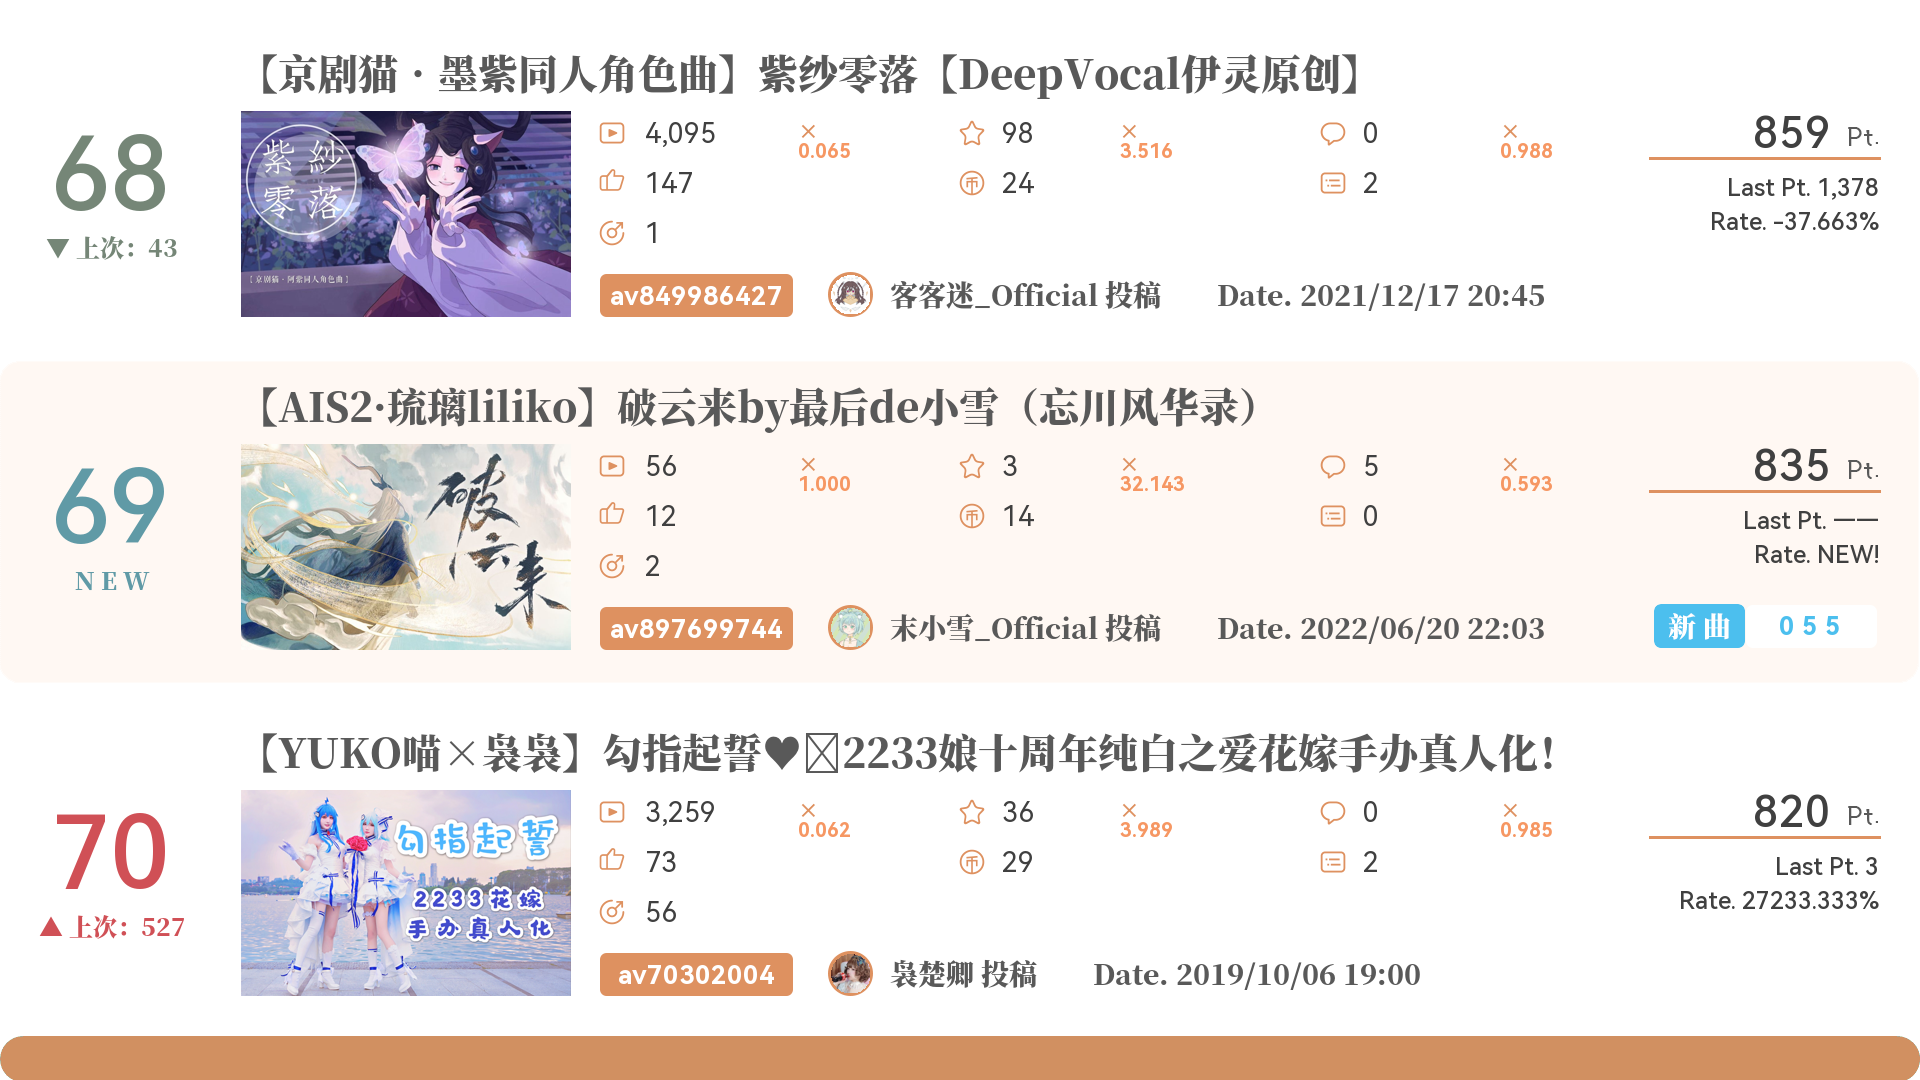 【京剧猫·墨紫同人角色曲】紫纱零落【DeepVocal伊灵原创】
68
▼上次：43
紫 紗
零 落
[京剧猫·阿紫同人角色曲]
4,095 × 0.065 98 × 3.516 0 × 0.988
147 24 2
1
859 Pt.
Last Pt. 1,378
Rate. -37.663%
av849986427 客客迷_Official 投稿 Date. 2021/12/17 20:45
【AIS2·琉璃liliko】破云来by最后de小雪（忘川风华录）
69
NEW
破云来
56 × 1.000 3 × 32.143 5 × 0.593
12 14 0
2
835 Pt.
Last Pt. ——
Rate. NEW!
av897699744 末小雪_Official 投稿 Date. 2022/06/20 22:03
新曲 055
【YUKO喵×袅袅】勾指起誓♥2233娘十周年纯白之爱花嫁手办真人化！
70
▲上次：527
勾指起誓
2233花嫁
手办真人化
3,259 × 0.062 36 × 3.989 0 × 0.985
73 29 2
56
820 Pt.
Last Pt. 3
Rate. 27233.333%
av70302004 袅楚卿 投稿 Date. 2019/10/06 19:00